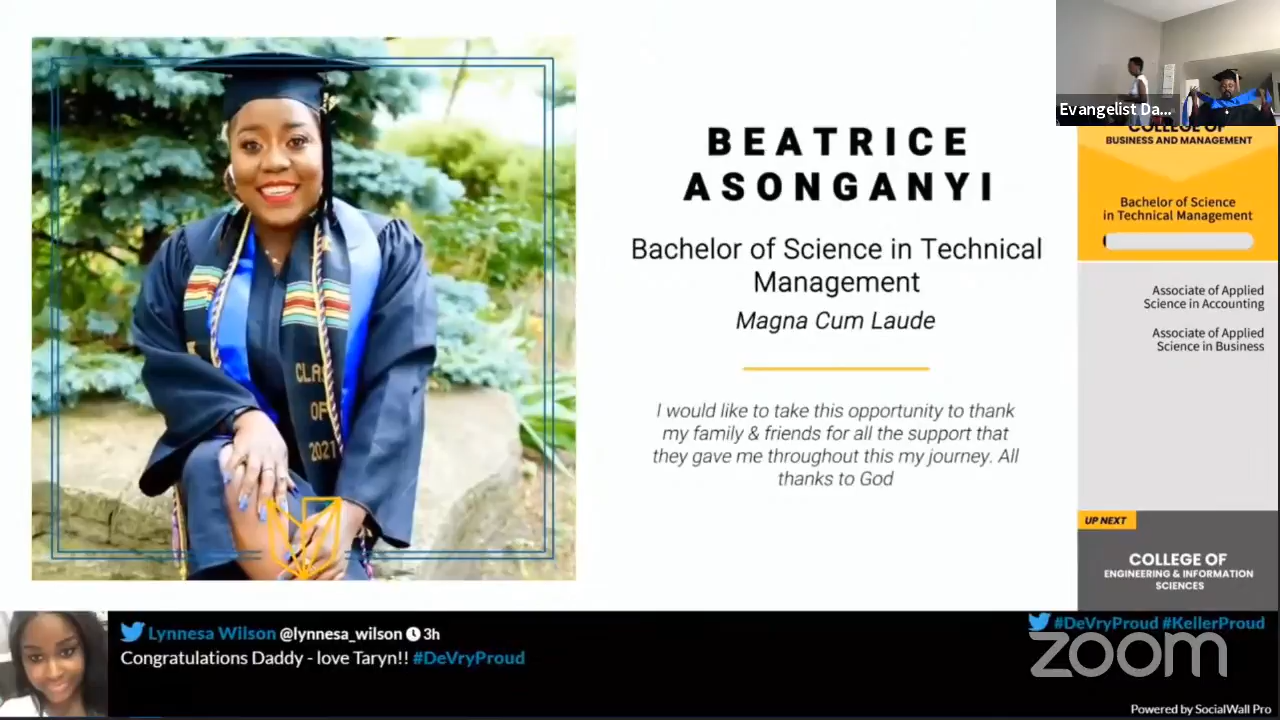 BEATRICE
ASONGANYI
Bachelor of Science in Technical
Management
Magna Cum Laude
I would like to take this opportunity to thank
my family & friends for all the support that
they gave me throughout this my journey. All
thanks to God
CLASS
OF
2021
Evangelist Da...
COLLEGE OF
BUSINESS AND MANAGEMENT
Bachelor of Science
in Technical Management
Associate of Applied
Science in Accounting
Associate of Applied
Science in Business
UP NEXT
COLLEGE OF
ENGINEERING & INFORMATION
SCIENCES
Lynnesa Wilson @lynnesa_wilson 3h
Congratulations Daddy - love Taryn!! #DeVryProud
#DeVryProud #KellerProud
zoom
Powered by SocialWall Pro